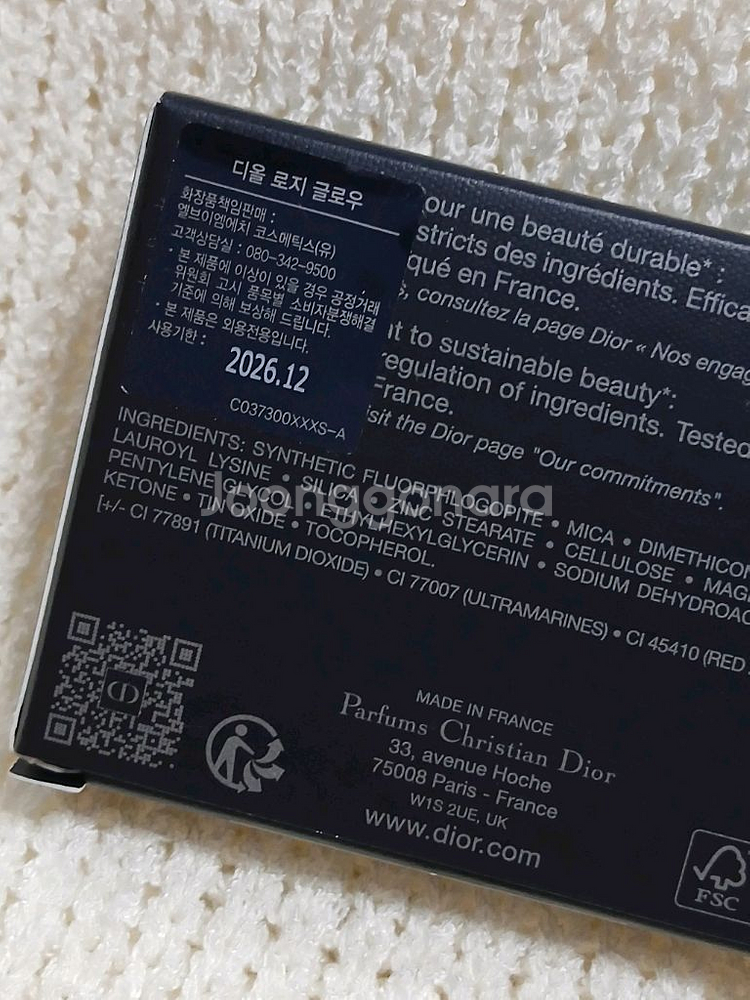 디올 로지 글로우
화장품책임판매 :
엘브이엠에치 코스메틱스(유)
고객상담실 : 080-342-9500
* 본 제품에 이상이 있을 경우 공정거래
위원회 고시 품목별 소비자분쟁해결
기준에 의해 보상해 드립니다.
* 본 제품은 외용전용입니다.
사용기한 :
2026.12
C037300XXXS-A
our une beauté durable*:
stricts des ingrédients. Effica
qué en France.
, consultez la page Dior « Nos engag
t to sustainable beauty*:
egulation of ingredients. Tested
France.
sit the Dior page "Our commitments".
INGREDIENTS: SYNTHETIC FLUORPHLOGOPITE • MICA • DIMETHICON
LAUROYL LYSINE • SILICA • ZINC STEARATE • CELLULOSE • MAG
PENTYLENE GLYCOL • ETHYLHEXYLGLYCERIN • SODIUM DEHYDROAC
KETONE • TIN OXIDE • TOCOPHEROL.
[+/- CI 77891 (TITANIUM DIOXIDE) • CI 77007 (ULTRAMARINES) • CI 45410 (RED
Joonggonara
MADE IN FRANCE
Parfums Christian Dior
33, avenue Hoche
75008 Paris - France
W1S 2UE, UK
www.dior.com
CD
FSC